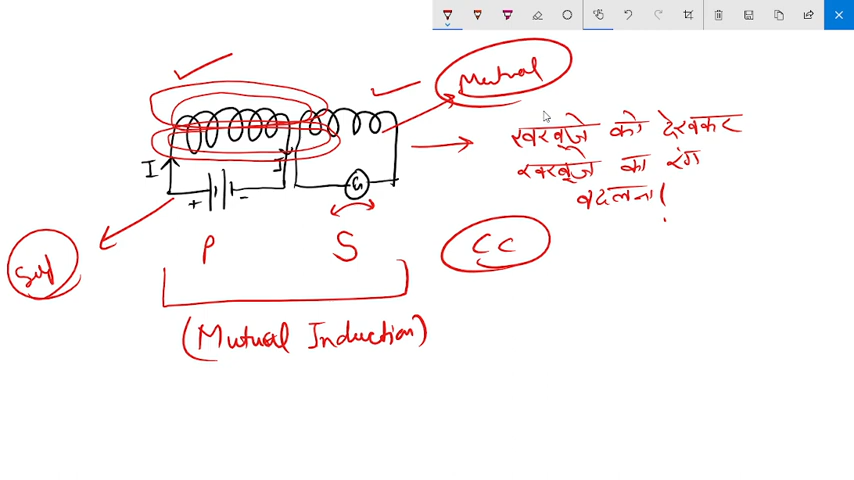 Mutual
खरबूजे को देखकर
खरबूजे का रंग
बदलना।
I
I
G
+
-
Self
P
S
CC
(Mutual Induction)